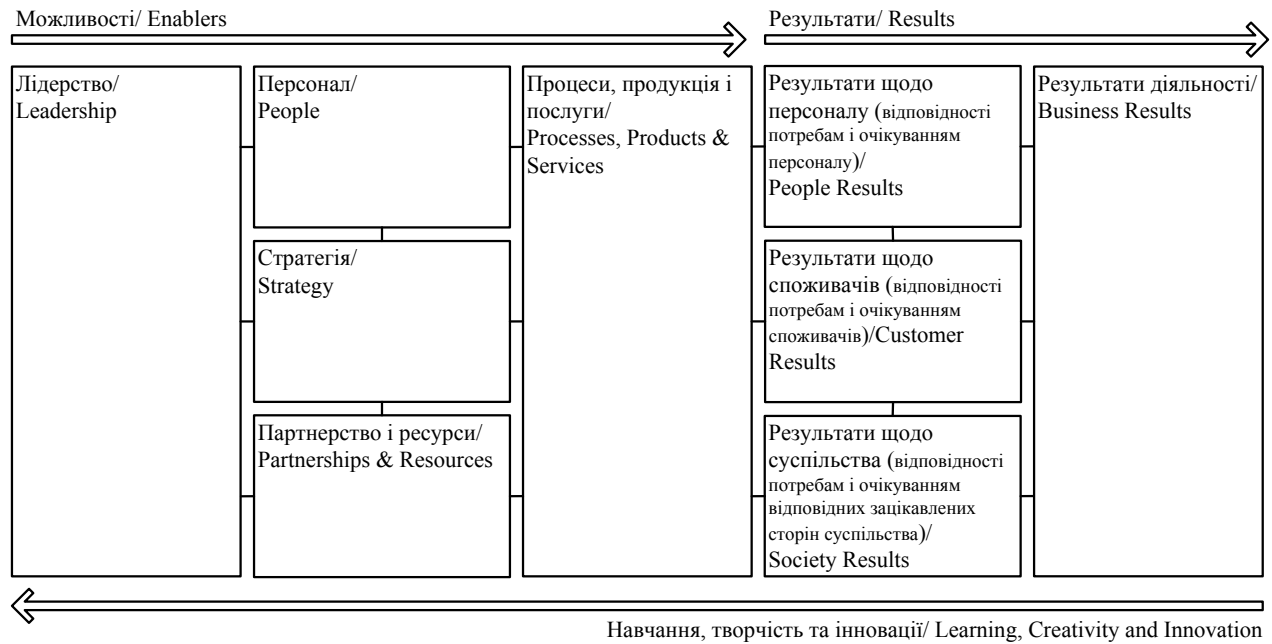 Можливості/ Enablers
Результати/ Results
Лідерство/
Leadership
Персонал/
People
Стратегія/
Strategy
Партнерство і ресурси/
Partnerships & Resources
Процеси, продукція і
послуги/
Processes, Products &
Services
Результати щодо
персоналу (відповідності
потребам і очікуванням
персоналу)/
People Results
Результати щодо
споживачів (відповідності
потребам і очікуванням
споживачів)/Customer
Results
Результати щодо
суспільства (відповідності
потребам і очікуванням
відповідних зацікавлених
сторін суспільства)/
Society Results
Результати діяльності/
Business Results
Навчання, творчість та інновації/ Learning, Creativity and Innovation